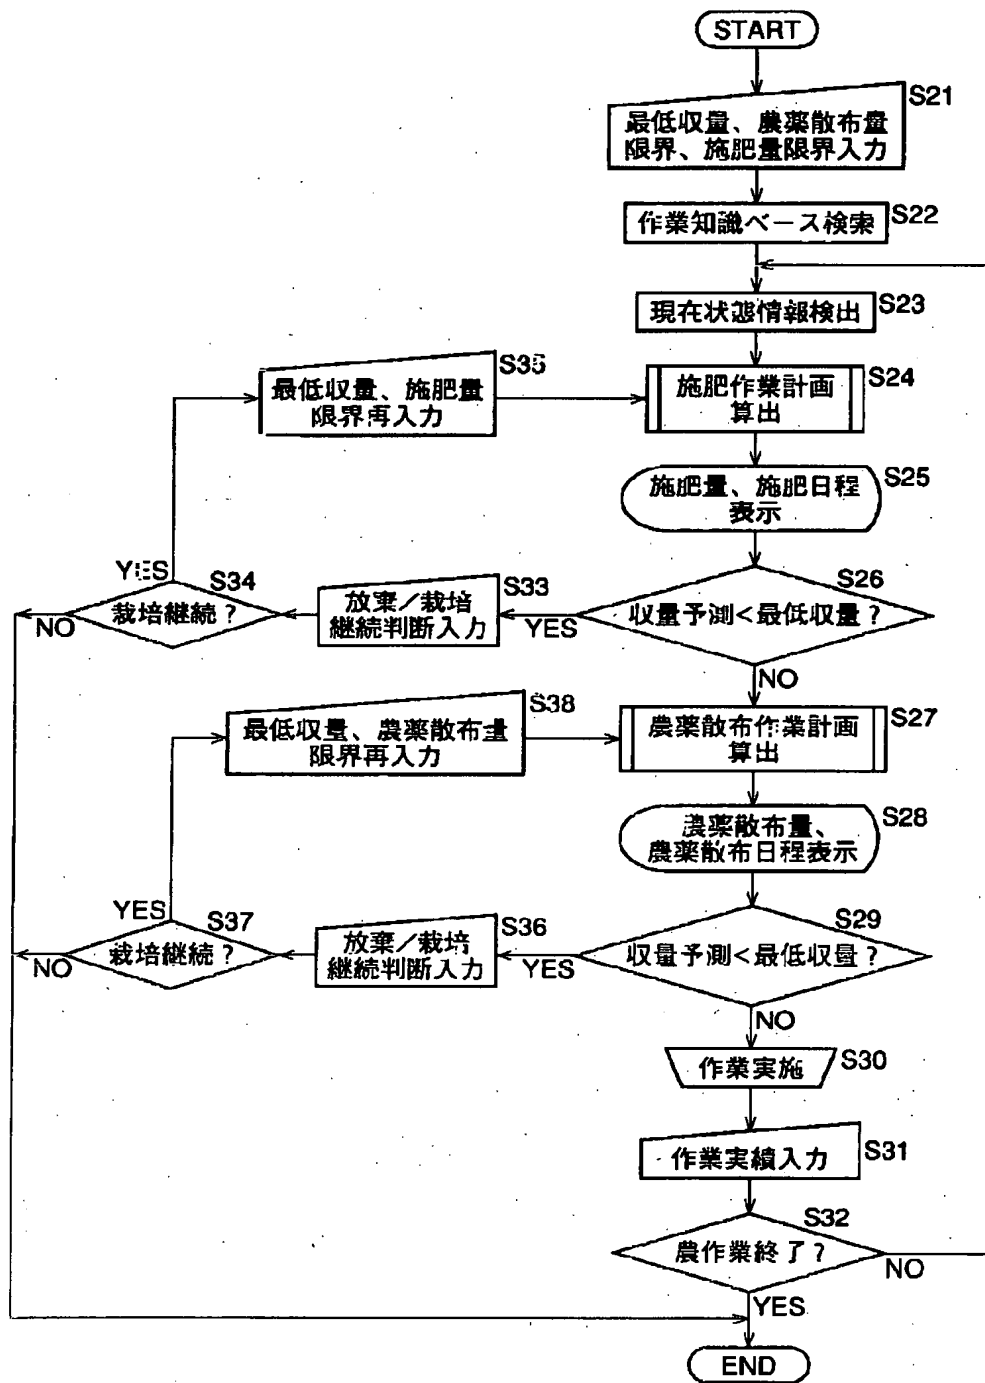 START
S21
最低収量、農薬散布量
限界、施肥量限界入力
S22
作業知識ベース検索
S23
現在状態情報検出
S35
最低収量、施肥量
限界再入力
S24
施肥作業計画
算出
S25
施肥量、施肥日程
表示
YES
S34
栽培継続？
NO
S33
放棄／栽培
継続判断入力
YES
S26
収量予測<最低収量？
NO
S38
最低収量、農薬散布量
限界再入力
S27
農薬散布作業計画
算出
S28
農薬散布量、
農薬散布日程表示
YES
S37
栽培継続？
NO
S36
放棄／栽培
継続判断入力
YES
S29
収量予測<最低収量？
NO
S30
作業実施
S31
作業実績入力
S32
農作業終了？
NO
YES
END